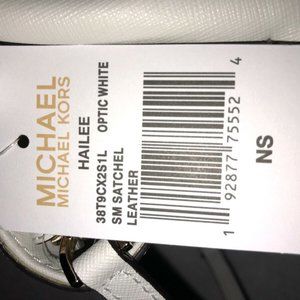 MICHAEL
MICHAEL KORS
HAILEE
38T9CX2S1L OPTIC WHITE
SM SATCHEL
LEATHER
1 92877 75552 4
NS